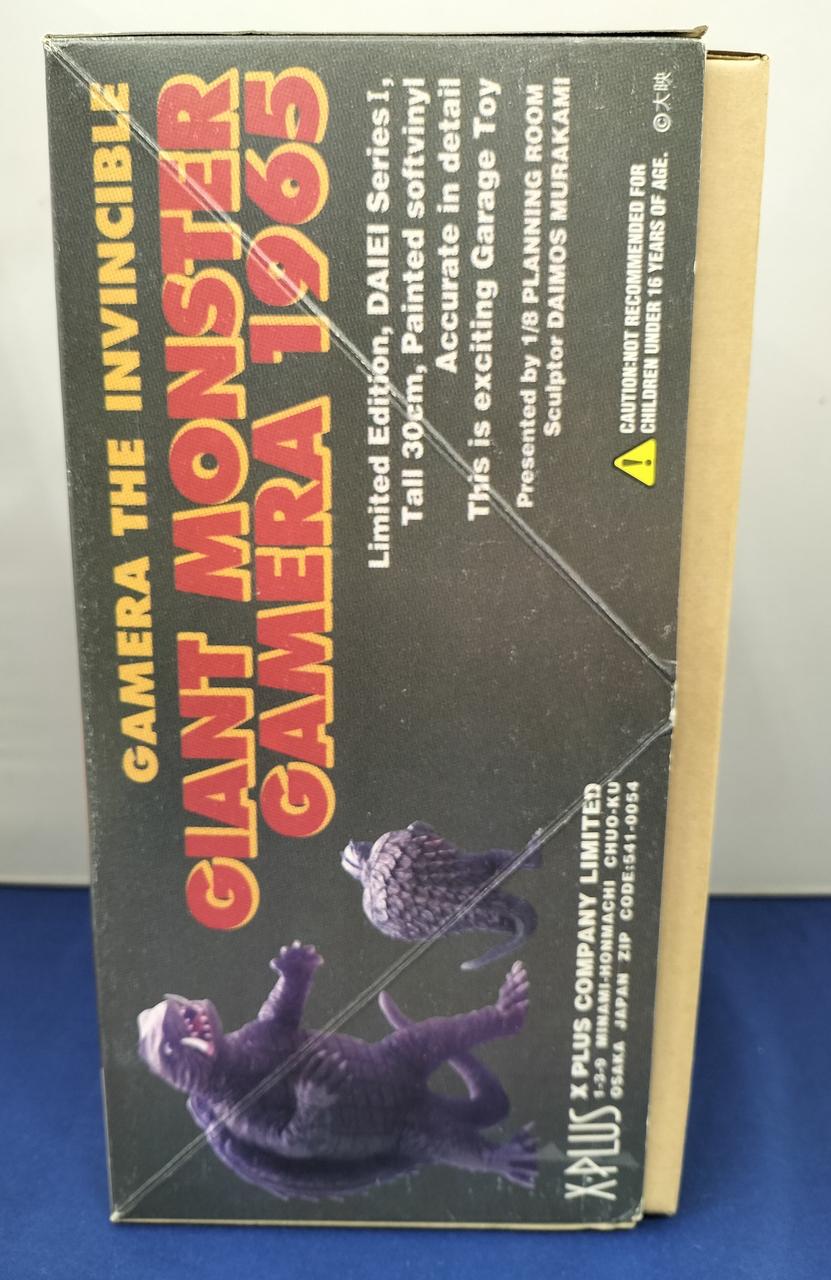 GAMERA THE INVINCIBLE
GIANT MONSTER
GAMERA 1965
Limited Edition, DAIEI Series I,
Tall 30cm, Painted softvinyl
Accurate in detail
This is exciting Garage Toy
Presented by 1/8 PLANNING ROOM
Sculptor DAIMOS MURAKAMI
CAUTION:NOT RECOMMENDED FOR
CHILDREN UNDER 16 YEARS OF AGE.
©大映
X-PLUS
X PLUS COMPANY LIMITED
1-3-9 MINAMI-HONMACHI CHUO-KU
OSAKA JAPAN ZIP CODE:541-0054